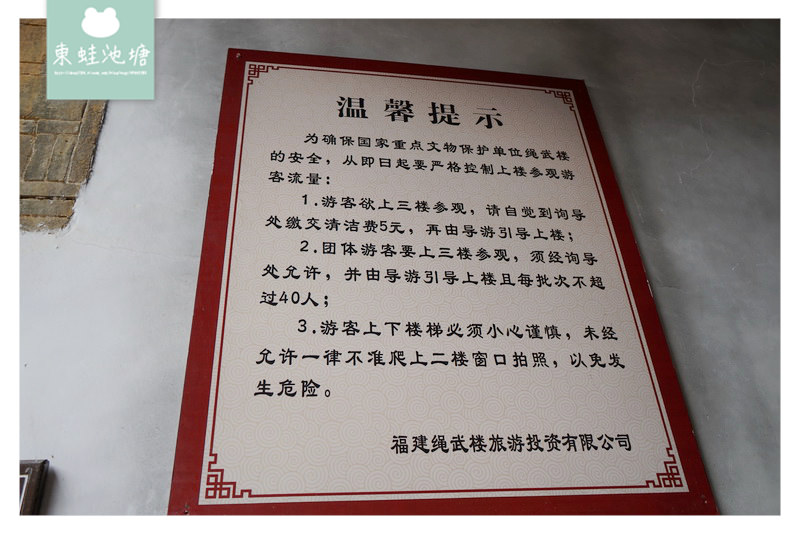 東蛙池塘
温馨提示
为确保国家重点文物保护单位绳武楼
的安全，从即日起要严格控制上楼参观游
客流量：
1.游客欲上三楼参观，请自觉到询导
处缴交清洁费5元，再由导游引导上楼；
2.团体游客要上三楼参观，须经询导
处允许，并由导游引导上楼且每批次不超
过40人；
3.游客上下楼梯必须小心谨慎，未经
允许一律不准爬上二楼窗口拍照，以免发
生危险。
福建绳武楼旅游投资有限公司